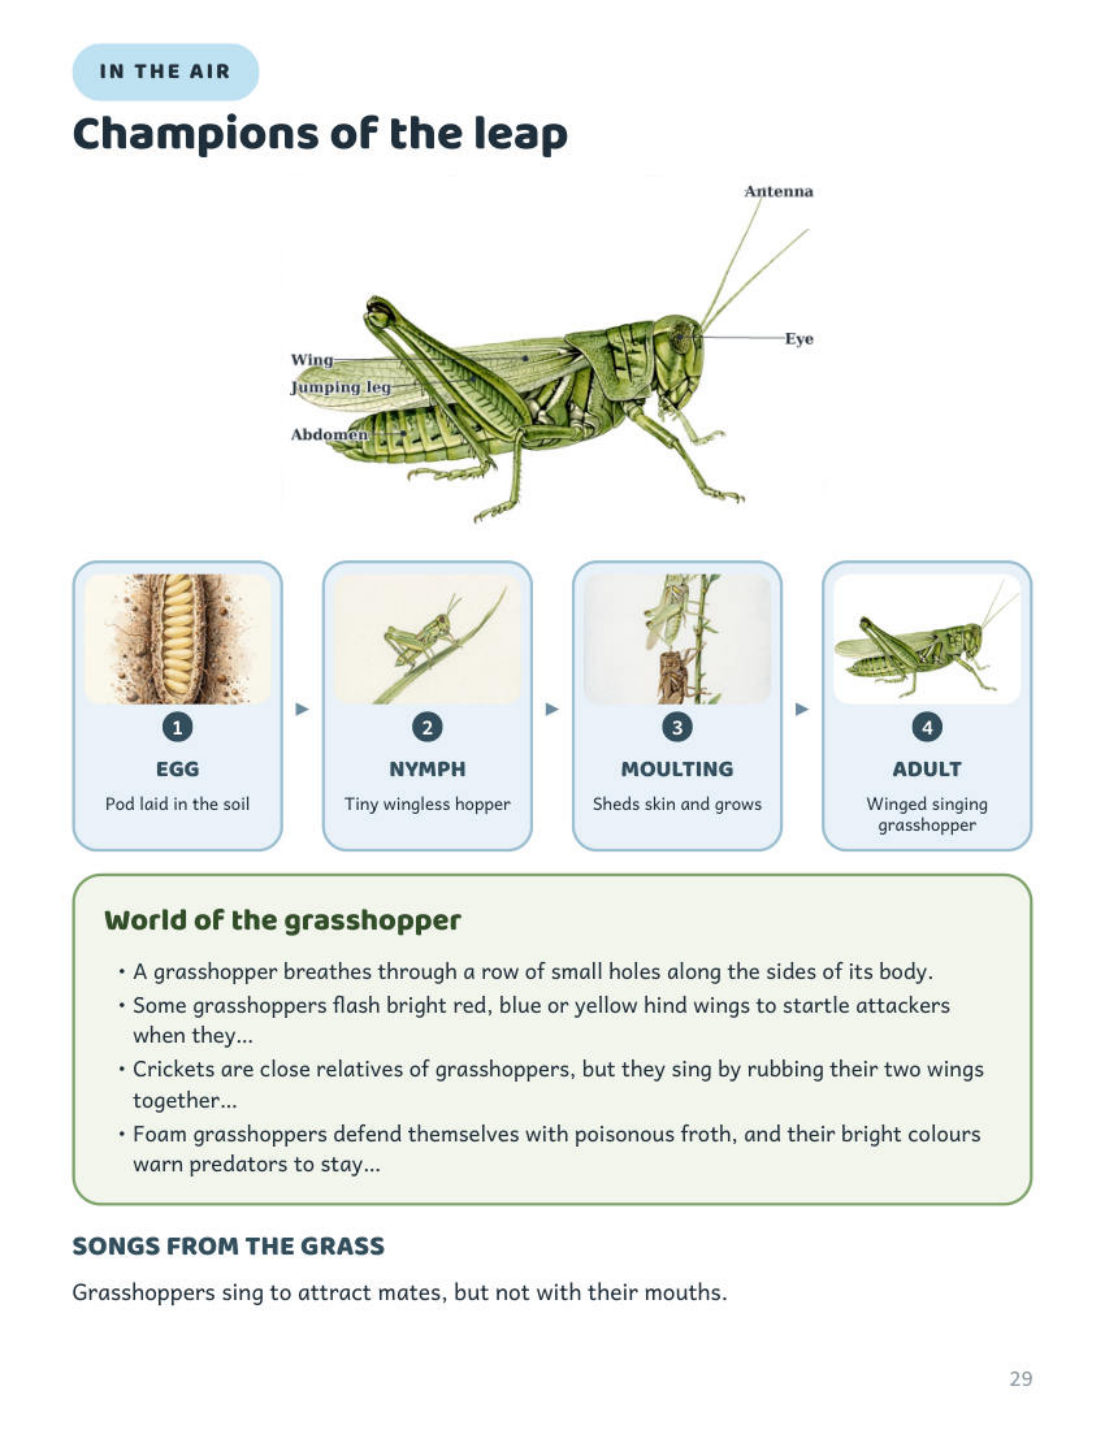 IN THE AIR
Champions of the leap
Antenna
Eye
Wing
Jumping leg
Abdomen
1
EGG
Pod laid in the soil
2
NYMPH
Tiny wingless hopper
3
MOULTING
Sheds skin and grows
4
ADULT
Winged singing
grasshopper
World of the grasshopper
• A grasshopper breathes through a row of small holes along the sides of its body.
• Some grasshoppers flash bright red, blue or yellow hind wings to startle attackers
when they...
• Crickets are close relatives of grasshoppers, but they sing by rubbing their two wings
together...
• Foam grasshoppers defend themselves with poisonous froth, and their bright colours
warn predators to stay...
SONGS FROM THE GRASS
Grasshoppers sing to attract mates, but not with their mouths.
29